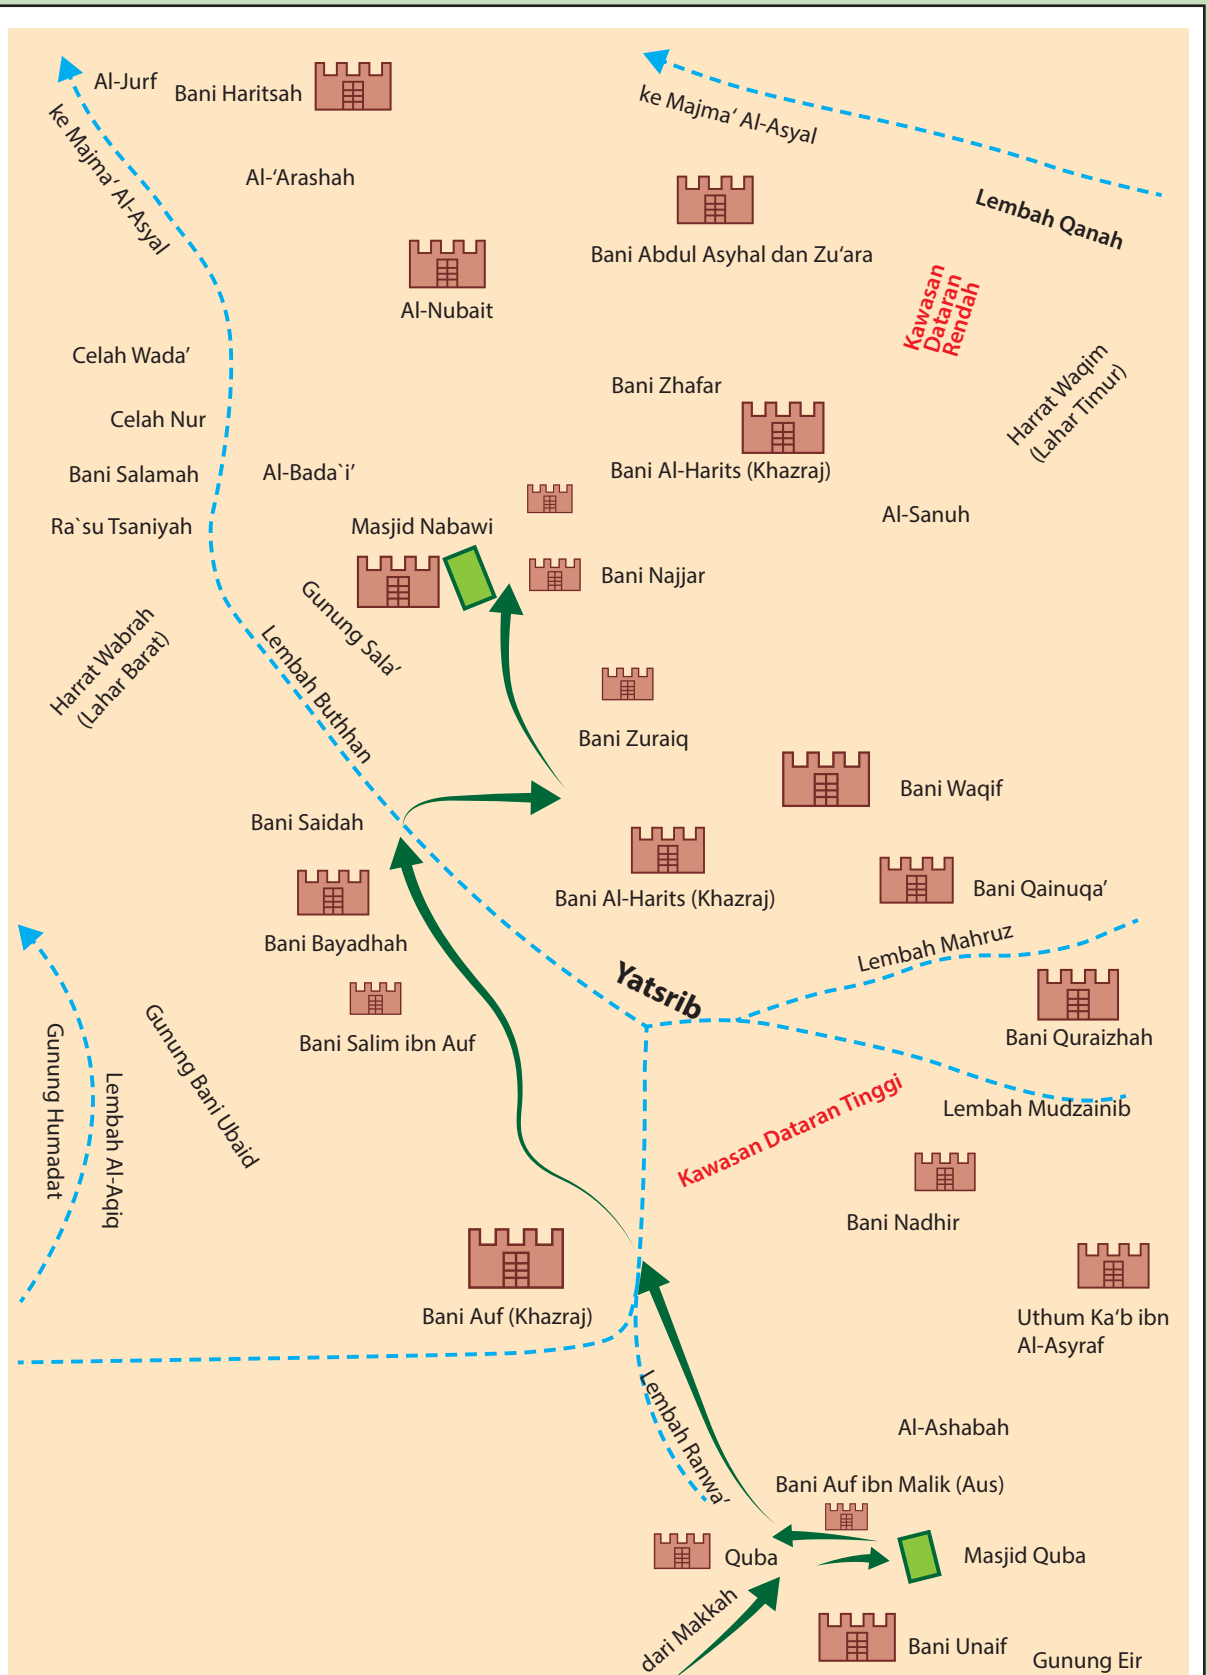 Al-Jurf
Bani Haritsah
ke Majma‘ Al-Asyal
ke Majma‘ Al-Asyal
Al-‘Arashah
Lembah Qanah
Bani Abdul Asyhal dan Zu‘ara
Al-Nubait
Kawasan
Dataran
Rendah
Celah Wada’
Bani Zhafar
Harrat Waqim
(Lahar Timur)
Celah Nur
Bani Salamah
Al-Bada`i’
Bani Al-Harits (Khazraj)
Ra`su Tsaniyah
Masjid Nabawi
Al-Sanuh
Bani Najjar
Gunung Sala’
Harrat Wabrah
(Lahar Barat)
Lembah Buthhan
Bani Zuraiq
Bani Waqif
Bani Saidah
Bani Al-Harits (Khazraj)
Bani Qainuqa’
Bani Bayadhah
Lembah Mahruz
Yatsrib
Bani Salim ibn Auf
Bani Quraizhah
Gunung Humadat
Lembah Al-Aqiq
Gunung Bani Ubaid
Kawasan Dataran Tinggi
Lembah Mudzainib
Bani Nadhir
Bani Auf (Khazraj)
Uthum Ka‘b ibn
Al-Asyraf
Lembah Ranwa’
Al-Ashabah
Bani Auf ibn Malik (Aus)
Quba
Masjid Quba
dari Makkah
Bani Unaif
Gunung Eir